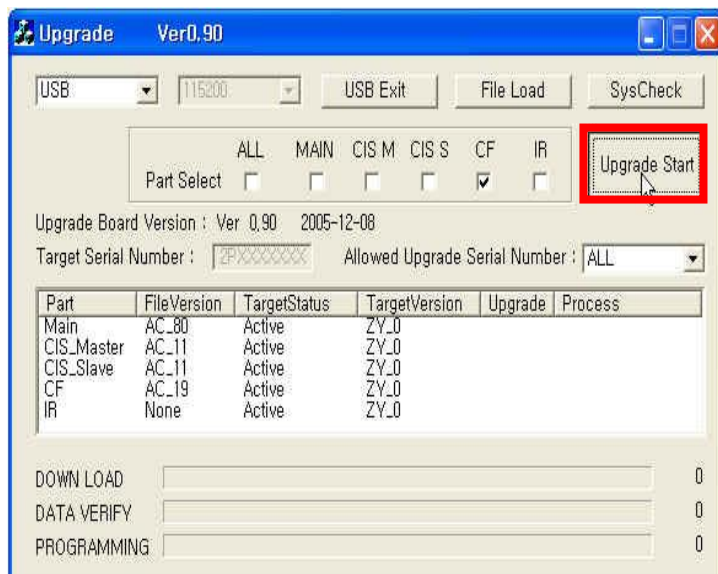 Upgrade Ver0.90
USB 115200 USB Exit File Load SysCheck
ALL MAIN CIS M CIS S CF IR
Part Select
Upgrade Start
Upgrade Board Version : Ver 0.90 2005-12-08
Target Serial Number : 2PXXXXXXX Allowed Upgrade Serial Number : ALL
Part FileVersion TargetStatus TargetVersion Upgrade Process
Main AC_80 Active ZY_0
CIS_Master AC_11 Active ZY_0
CIS_Slave AC_11 Active ZY_0
CF AC_19 Active ZY_0
IR None Active ZY_0
DOWN LOAD 0
DATA VERIFY 0
PROGRAMMING 0